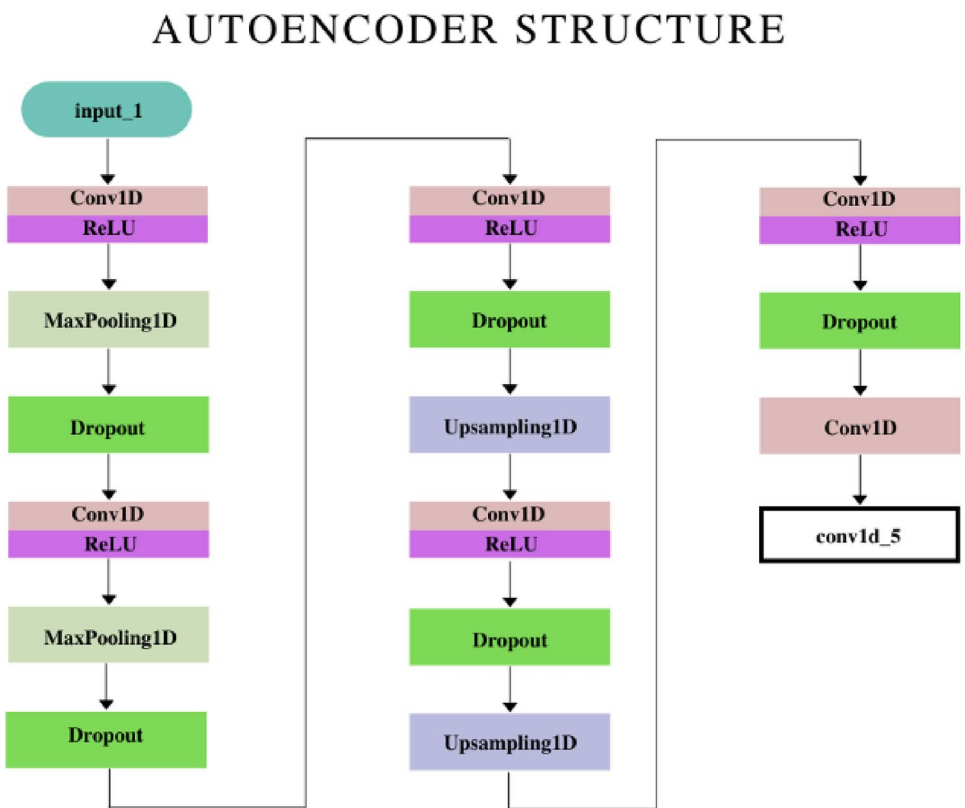 AUTOENCODER STRUCTURE
input_1
Conv1D
ReLU
MaxPooling1D
Dropout
Conv1D
ReLU
MaxPooling1D
Dropout
Conv1D
ReLU
Dropout
Upsampling1D
Conv1D
ReLU
Dropout
Upsampling1D
Conv1D
ReLU
Dropout
Conv1D
conv1d_5